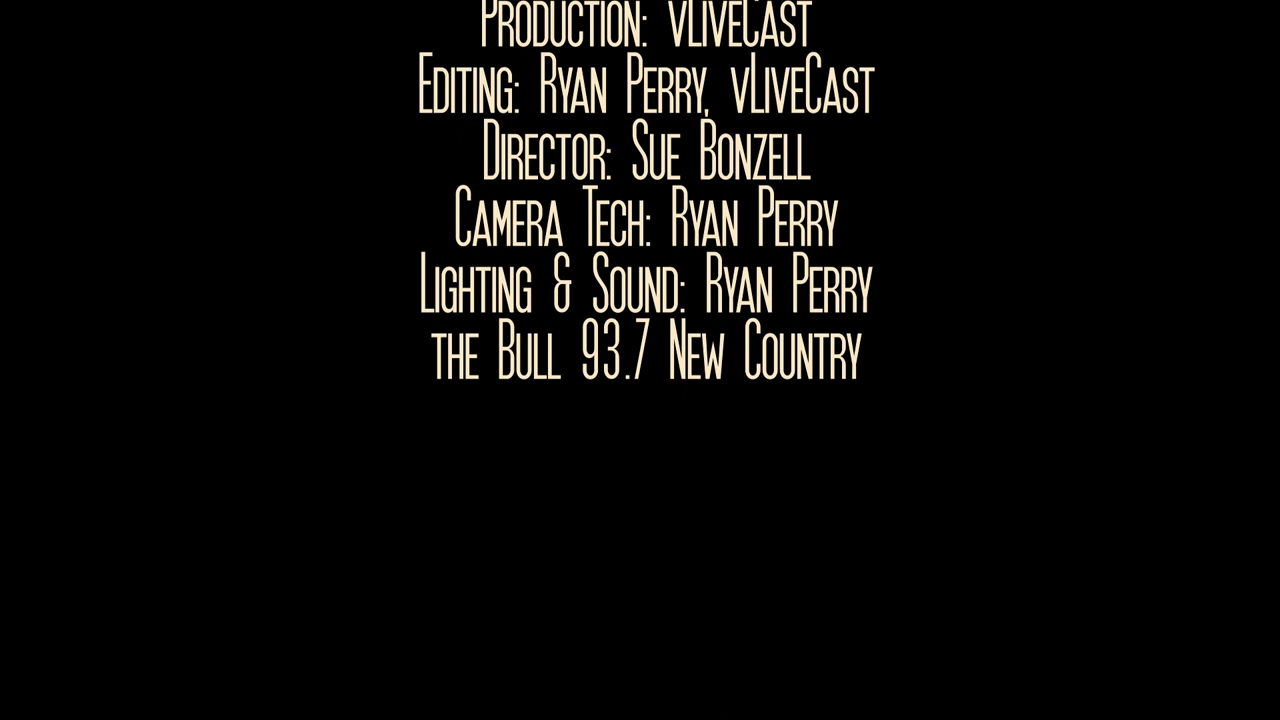 Production: vLiveCast
Editing: Ryan Perry, vLiveCast
Director: Sue Bonzell
Camera Tech: Ryan Perry
Lighting & Sound: Ryan Perry
the Bull 93.7 New Country